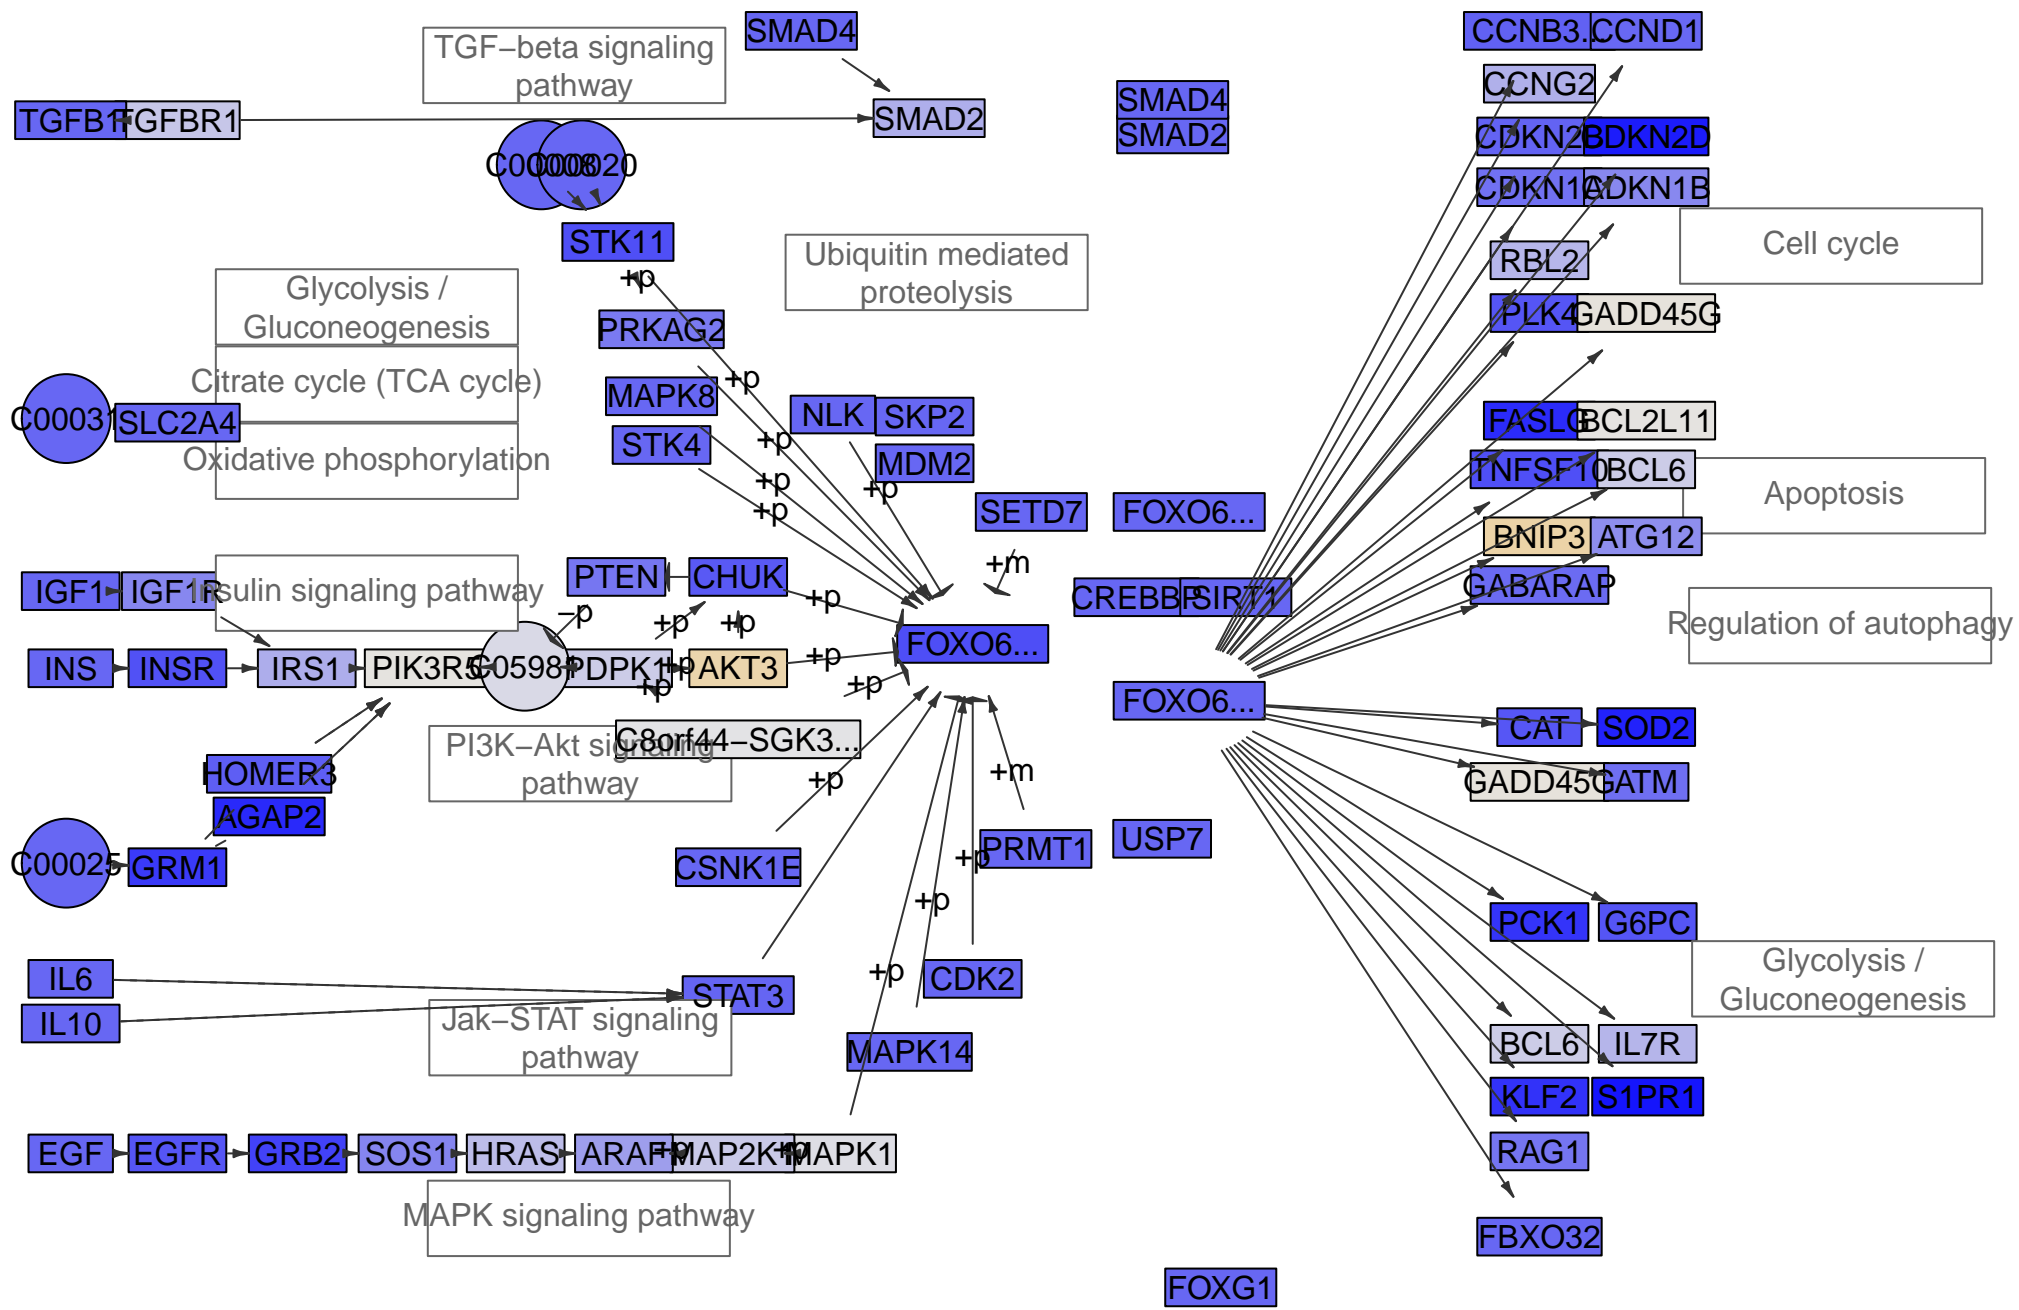 SMAD4
CCNB3...
CCND1
TGF−beta signaling
pathway
CCNG2
SMAD4
TGFB1
TGFBR1
SMAD2
SMAD2
CDKN2B
CDKN2D
C00020
CDKN1A
CDKN1B
STK11
Ubiquitin mediated
proteolysis
Cell cycle
RBL2
+p
Glycolysis /
Gluconeogenesis
PLK4
GADD45G
PRKAG2
Citrate cycle (TCA cycle)
+p
MAPK8
C00031
SLC2A4
NLK
SKP2
FASLG
BCL2L11
STK4
+p
Oxidative phosphorylation
MDM2
TNFSF10
BCL6
+p
+p
Apoptosis
+p
SETD7
FOXO6...
BNIP3
ATG12
+m
IGF1
IGF1R
Insulin signaling pathway
PTEN
CHUK
GABARAP
CREBBP
SIRT1
+p
−p
+p
+p
Regulation of autophagy
FOXO6...
INS
INSR
IRS1
PIK3R5
C05981
PDPK1
+p
AKT3
+p
+p
+p
FOXO6...
C8orf44−SGK3...
PI3K−Akt signaling
pathway
CAT
SOD2
HOMER3
+p
+m
GADD45G
ATM
AGAP2
USP7
PRMT1
C00025
GRM1
CSNK1E
+p
+p
PCK1
G6PC
IL6
+p
CDK2
Glycolysis /
Gluconeogenesis
STAT3
IL10
Jak−STAT signaling
pathway
MAPK14
BCL6
IL7R
KLF2
S1PR1
EGF
EGFR
GRB2
SOS1
HRAS
ARAF
+p
MAP2K1
+p
MAPK1
RAG1
MAPK signaling pathway
FBXO32
FOXG1